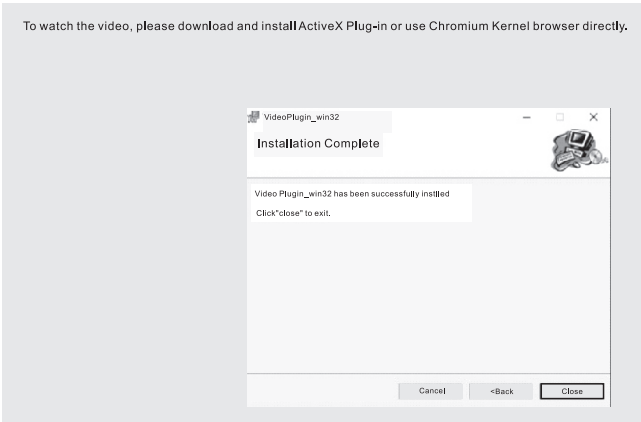 To watch the video, please download and install ActiveX Plug-in or use Chromium Kernel browser directly.
VideoPlugin_win32
Installation Complete
Video Plugin_win32 has been successfully instlled
Click"close" to exit.
Cancel
<Back
Close